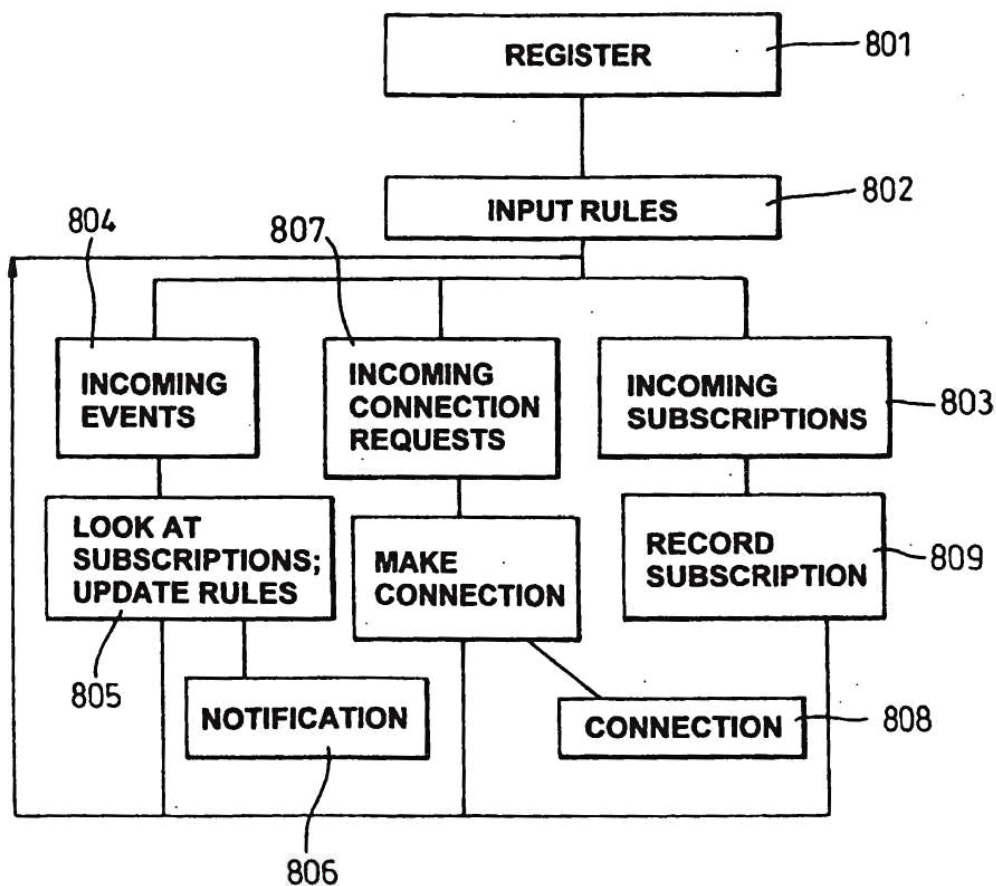 REGISTER
801
INPUT RULES
802
804
807
INCOMING
EVENTS
INCOMING
CONNECTION
REQUESTS
INCOMING
SUBSCRIPTIONS
803
LOOK AT
SUBSCRIPTIONS;
UPDATE RULES
MAKE
CONNECTION
RECORD
SUBSCRIPTION
809
805
NOTIFICATION
CONNECTION
808
806